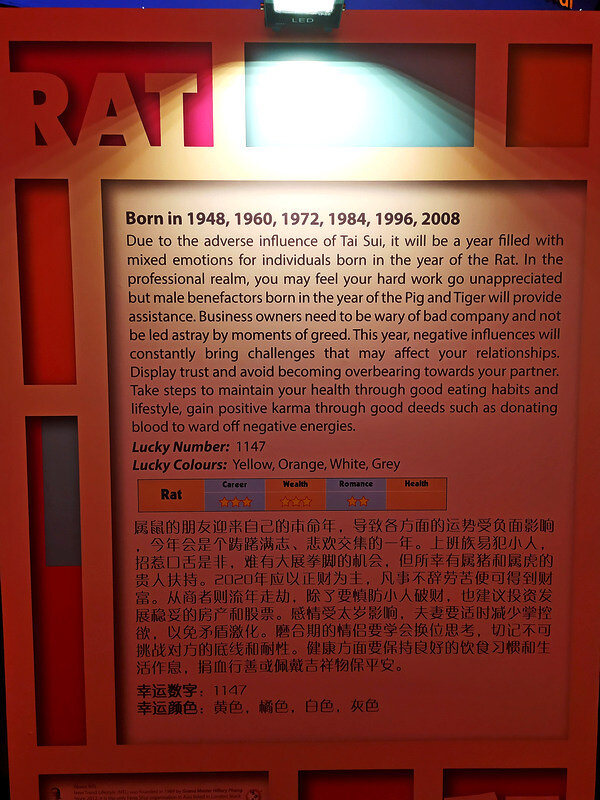 LED
RAT
Born in 1948, 1960, 1972, 1984, 1996, 2008
Due to the adverse influence of Tai Sui, it will be a year filled with
mixed emotions for individuals born in the year of the Rat. In the
professional realm, you may feel your hard work go unappreciated
but male benefactors born in the year of the Pig and Tiger will provide
assistance. Business owners need to be wary of bad company and not
be led astray by moments of greed. This year, negative influences will
constantly bring challenges that may affect your relationships.
Display trust and avoid becoming overbearing towards your partner.
Take steps to maintain your health through good eating habits and
lifestyle, gain positive karma through good deeds such as donating
blood to ward off negative energies.
Lucky Number: 1147
Lucky Colours: Yellow, Orange, White, Grey
Rat Career Wealth Romance Health
属鼠的朋友迎来自己的本命年，导致各方面的运势受负面影响
，今年会是个踌躇满志、悲欢交集的一年。上班族易犯小人，
招惹口舌是非，难有大展拳脚的机会，但所幸有属猪和属虎的
贵人扶持。2020年应以正财为主，凡事不辞劳苦便可得到财
富。从商者则流年走劫，除了要慎防小人破财，也建议投资发
展稳妥的房产和股票。感情受太岁影响，夫妻要适时减少掌控
欲，以免矛盾激化。磨合期的情侣要学会换位思考，切记不可
挑战对方的底线和耐性。健康方面要保持良好的饮食习惯和生
活作息，捐血行善或佩戴吉祥物保平安。
幸运数字：1147
幸运颜色：黄色，橘色，白色，灰色